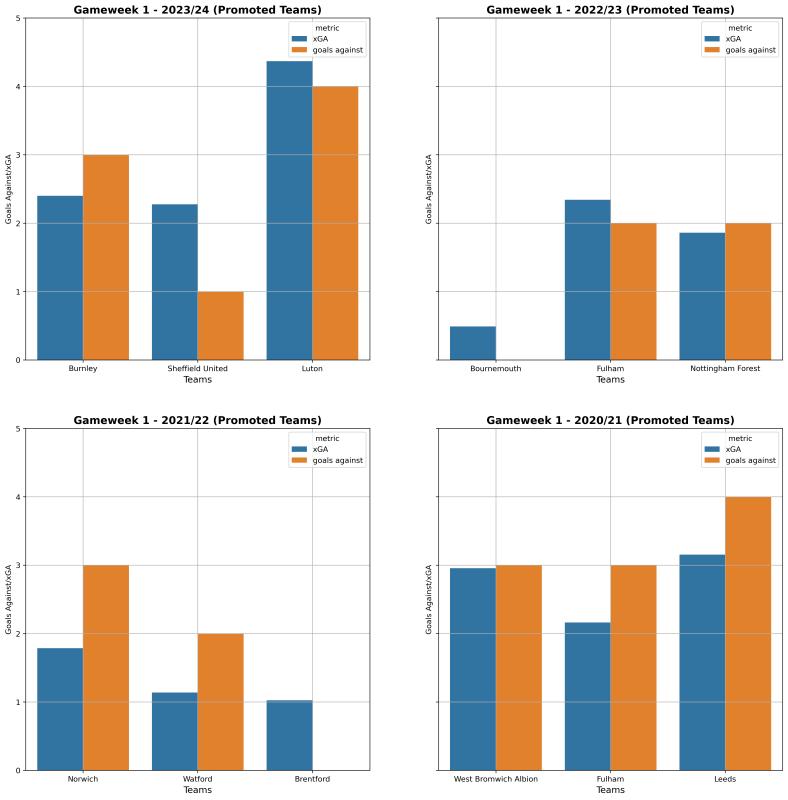 Gameweek 1 - 2023/24 (Promoted Teams)
metric
xGA
goals against
5
4
3
2
1
0
Goals Against/xGA
Burnley Sheffield United Luton
Teams
Gameweek 1 - 2022/23 (Promoted Teams)
metric
xGA
goals against
Goals Against/xGA
Bournemouth Fulham Nottingham Forest
Teams
Gameweek 1 - 2021/22 (Promoted Teams)
metric
xGA
goals against
5
4
3
2
1
0
Goals Against/xGA
Norwich Watford Brentford
Teams
Gameweek 1 - 2020/21 (Promoted Teams)
metric
xGA
goals against
Goals Against/xGA
West Bromwich Albion Fulham Leeds
Teams